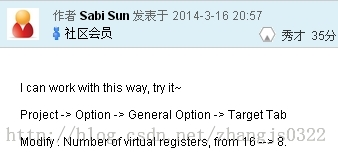 作者 Sabi Sun 发表于 2014-3-16 20:57
社区会员
秀才 35分
I can work with this way, try it~
Project -> Option -> General Option -> Target Tab
http://blog.csdn.net/zhangjs0322
Modify : Number of virtual registers, from 16 --> 8.